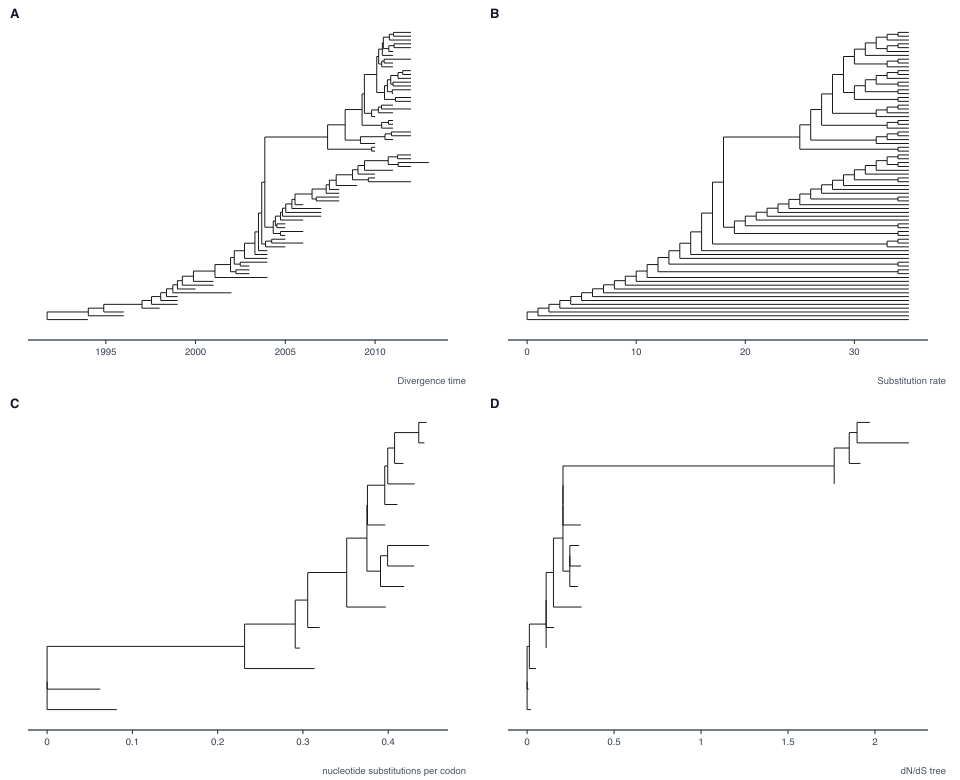 A
B
1995 2000 2005 2010
0 10 20 30
Divergence time
Substitution rate
C
D
0 0.1 0.2 0.3 0.4
0 0.5 1 1.5 2
nucleotide substitutions per codon
dN/dS tree